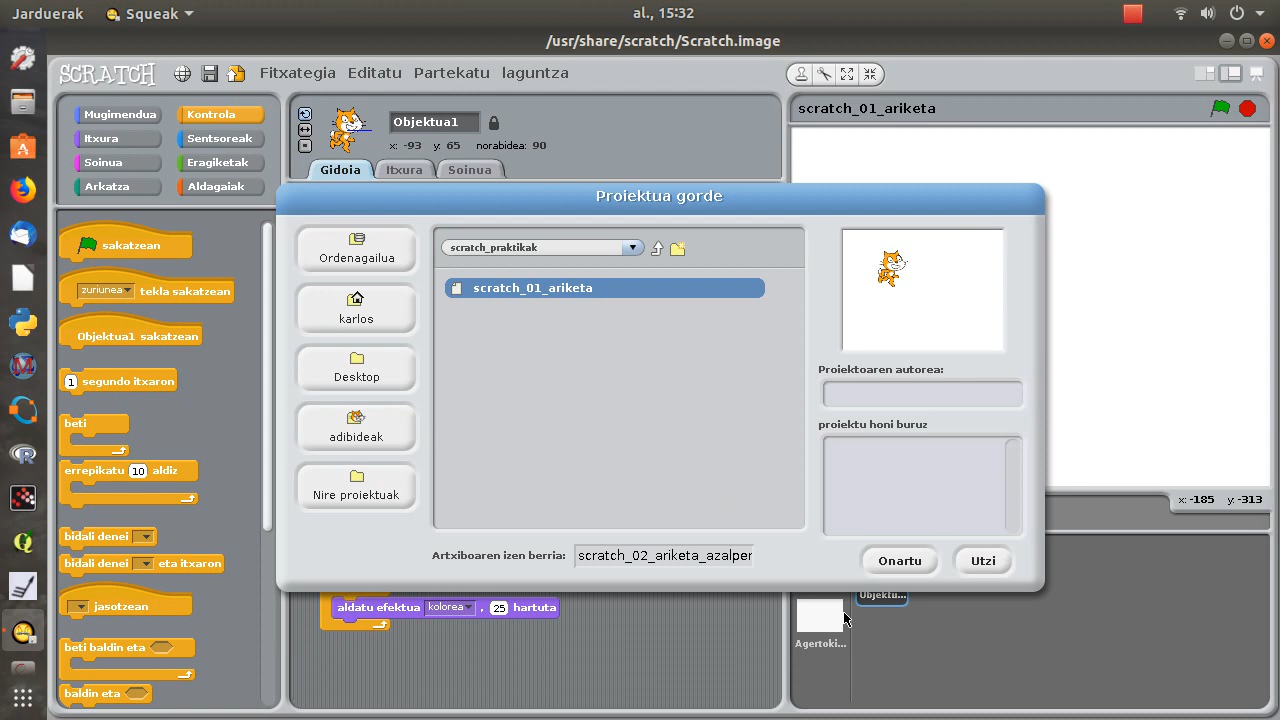 Jarduerak
Squeak
al., 15:32
/usr/share/scratch/Scratch.image
SCRATCH
Fitxategia
Editatu
Partekatu
laguntza
Mugimendua
Kontrola
Itxura
Sentsoreak
Soinua
Eragiketak
Arkatza
Aldagaiak
Objektua1
x: -93 y: 65 norabidea: 90
Gidoia
Itxura
Soinua
scratch_01_ariketa
sakatzean
zuriunea tekla sakatzean
Objektua1 sakatzean
1 segundo itxaron
beti
errepikatu 10 aldiz
bidali denei
bidali denei eta itxaron
jasotzean
beti baldin eta
baldin eta
Proiektua gorde
Ordenagailua
karlos
Desktop
adibideak
Nire proiektuak
scratch_praktikak
scratch_01_ariketa
Artxiboaren izen berria: scratch_02_ariketa_azalper
Proiektoaren autorea:
proiektu honi buruz
Onartu
Utzi
aldatu efektua kolorea , 25 hartuta
x: -185 y: -313
Objektu...
Agertoki...